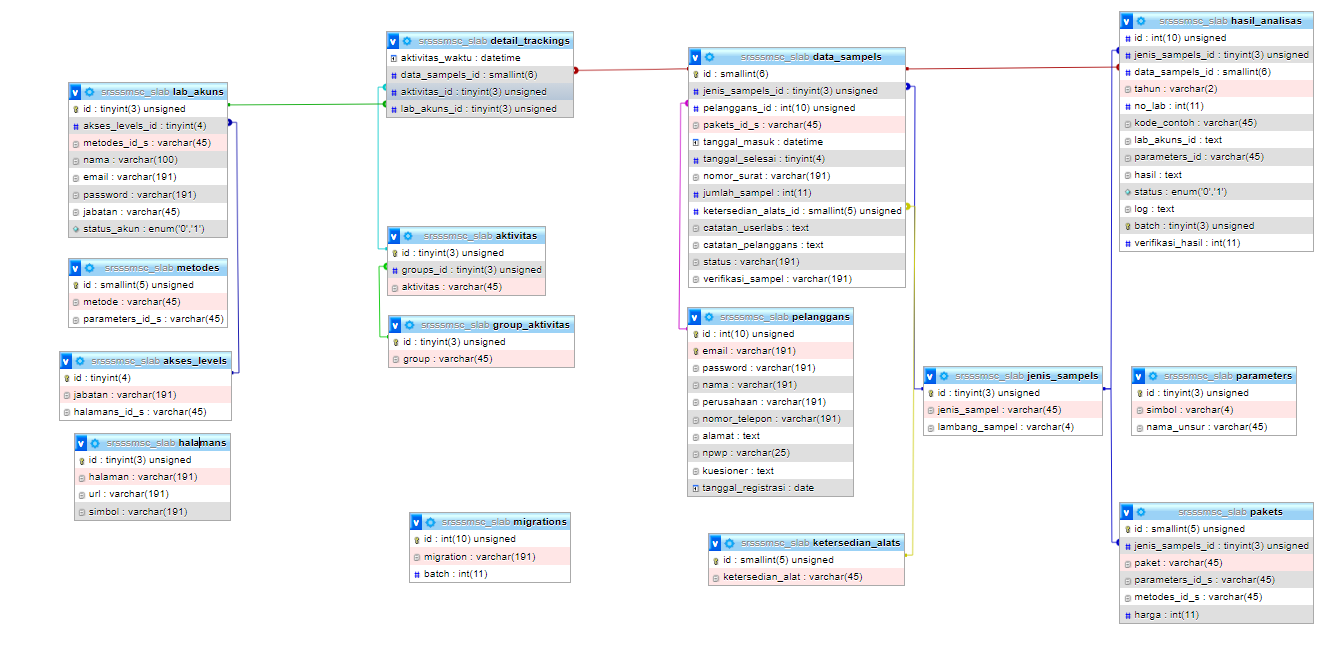 srsssmsc_slab lab_akuns
id : tinyint(3) unsigned
akses_levels_id : tinyint(4)
metodes_id_s : varchar(45)
nama : varchar(100)
email : varchar(191)
password : varchar(191)
jabatan : varchar(45)
status_akun : enum('0','1')
srsssmsc_slab metodes
id : smallint(5) unsigned
metode : varchar(45)
parameters_id_s : varchar(45)
srsssmsc_slab akses_levels
id : tinyint(4)
jabatan : varchar(191)
halamans_id_s : varchar(45)
srsssmsc_slab halamans
id : tinyint(3) unsigned
halaman : varchar(191)
url : varchar(191)
simbol : varchar(191)
srsssmsc_slab detail_trackings
aktivitas_waktu : datetime
data_sampels_id : smallint(6)
aktivitas_id : tinyint(3) unsigned
lab_akuns_id : tinyint(3) unsigned
srsssmsc_slab aktivitas
id : tinyint(3) unsigned
groups_id : tinyint(3) unsigned
aktivitas : varchar(45)
srsssmsc_slab group_aktivitas
id : tinyint(3) unsigned
group : varchar(45)
srsssmsc_slab migrations
id : int(10) unsigned
migration : varchar(191)
batch : int(11)
srsssmsc_slab data_sampels
id : smallint(6)
jenis_sampels_id : tinyint(3) unsigned
pelanggans_id : int(10) unsigned
pakets_id_s : varchar(45)
tanggal_masuk : datetime
tanggal_selesai : tinyint(4)
nomor_surat : varchar(191)
jumlah_sampel : int(11)
ketersedian_alats_id : smallint(5) unsigned
catatan_userlabs : text
catatan_pelanggans : text
status : varchar(191)
verifikasi_sampel : varchar(191)
srsssmsc_slab pelanggans
id : int(10) unsigned
email : varchar(191)
password : varchar(191)
nama : varchar(191)
perusahaan : varchar(191)
nomor_telepon : varchar(191)
alamat : text
npwp : varchar(25)
kuesioner : text
tanggal_registrasi : date
srsssmsc_slab ketersedian_alats
id : smallint(5) unsigned
ketersedian_alat : varchar(45)
srsssmsc_slab jenis_sampels
id : tinyint(3) unsigned
jenis_sampel : varchar(45)
lambang_sampel : varchar(4)
srsssmsc_slab hasil_analisas
id : int(10) unsigned
jenis_sampels_id : tinyint(3) unsigned
data_sampels_id : smallint(6)
tahun : varchar(2)
no_lab : int(11)
kode_contoh : varchar(45)
lab_akuns_id : text
parameters_id : varchar(45)
hasil : text
status : enum('0','1')
log : text
batch : tinyint(3) unsigned
verifikasi_hasil : int(11)
srsssmsc_slab parameters
id : tinyint(3) unsigned
simbol : varchar(4)
nama_unsur : varchar(45)
srsssmsc_slab pakets
id : smallint(5) unsigned
jenis_sampels_id : tinyint(3) unsigned
paket : varchar(45)
parameters_id_s : varchar(45)
metodes_id_s : varchar(45)
harga : int(11)